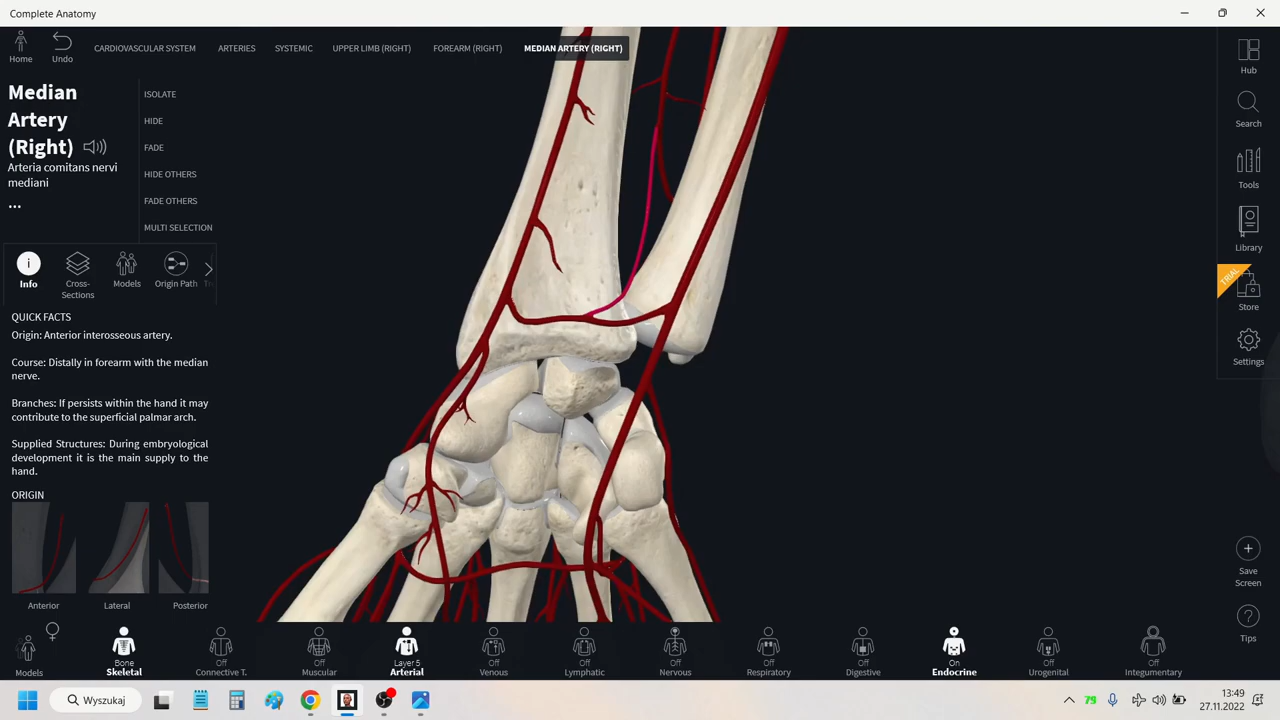 Complete Anatomy
Home
Undo
CARDIOVASCULAR SYSTEM
ARTERIES
SYSTEMIC
UPPER LIMB (RIGHT)
FOREARM (RIGHT)
MEDIAN ARTERY (RIGHT)
Median
Artery
(Right)
Arteria comitans nervi
mediani
...
ISOLATE
HIDE
FADE
HIDE OTHERS
FADE OTHERS
MULTI SELECTION
Info
Cross-
Sections
Models
Origin Path
QUICK FACTS
Origin: Anterior interosseous artery.
Course: Distally in forearm with the median
nerve.
Branches: If persists within the hand it may
contribute to the superficial palmar arch.
Supplied Structures: During embryological
development it is the main supply to the
hand.
ORIGIN
Anterior
Lateral
Posterior
Hub
Search
Tools
Library
TRIAL
Store
Settings
Save
Screen
Tips
Models
Bone
Skeletal
Off
Connective T.
Off
Muscular
Layer 5
Arterial
Off
Venous
Off
Lymphatic
Off
Nervous
Off
Respiratory
Off
Digestive
On
Endocrine
Off
Urogenital
Off
Integumentary
Wyszukaj
79
13:49
27.11.2022